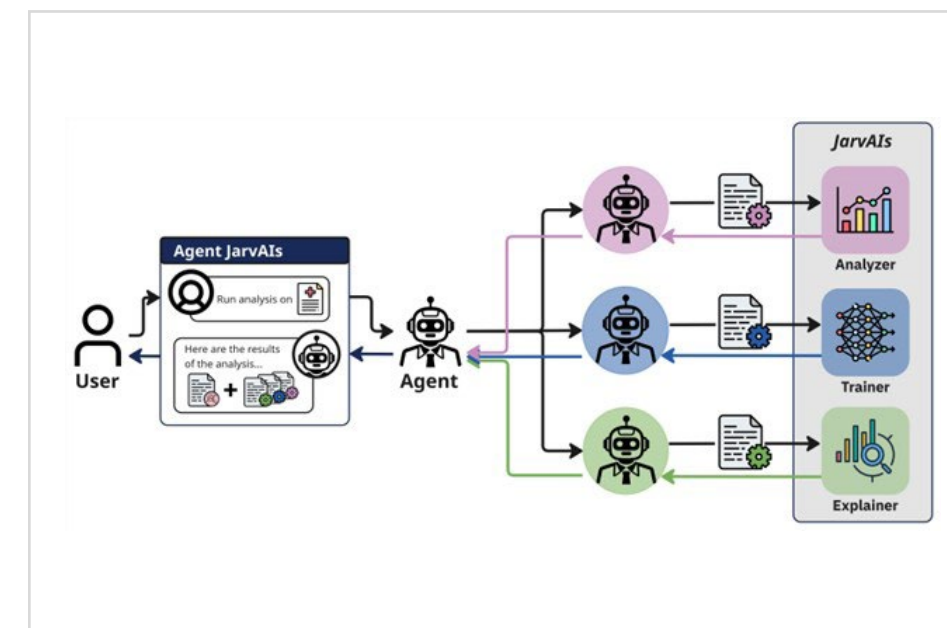 JarvAIs
Agent JarvAIs
Run analysis on
Here are the results
of the analysis...
+
User
Agent
Analyzer
Trainer
Explainer